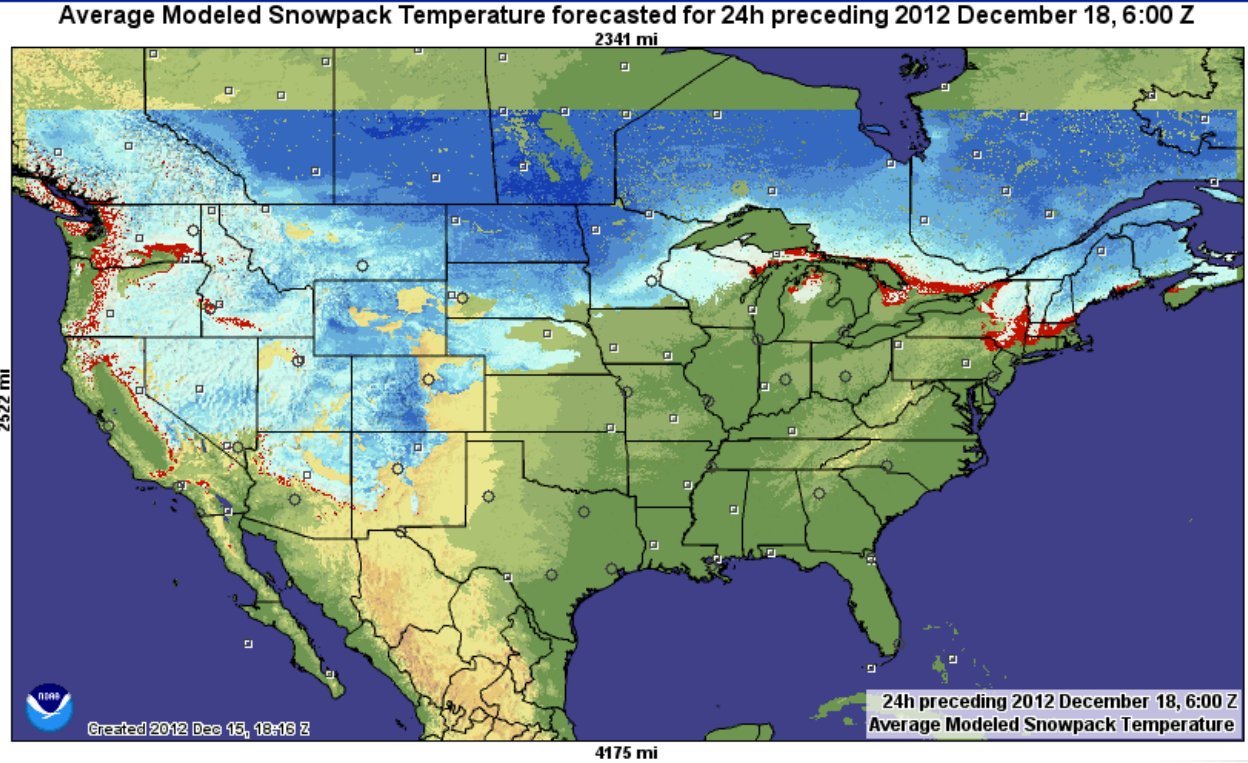 Average Modeled Snowpack Temperature forecasted for 24h preceding 2012 December 18, 6:00 Z
2341 mi
2522 mi
NOAA
Created 2012 Dec 15, 18:16 Z
24h preceding 2012 December 18, 6:00 Z
Average Modeled Snowpack Temperature
4175 mi